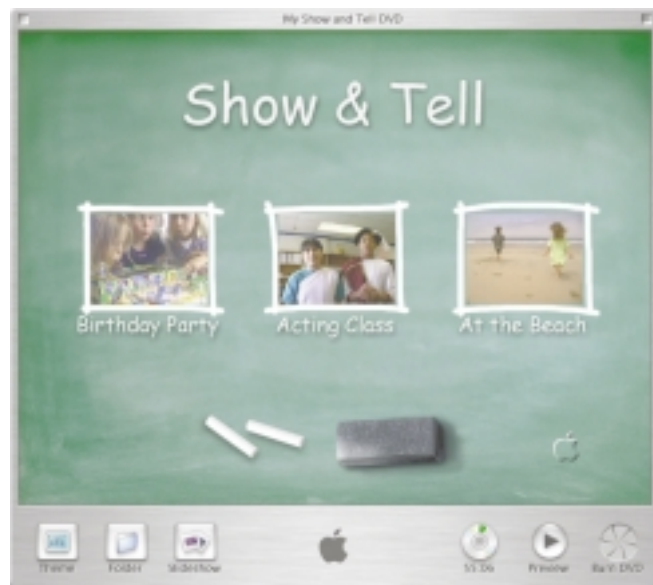 My Show and Tell DVD
Show & Tell
Birthday Party
Acting Class
At the Beach
Theme
Folder
Slideshow
Preview
Burn DVD